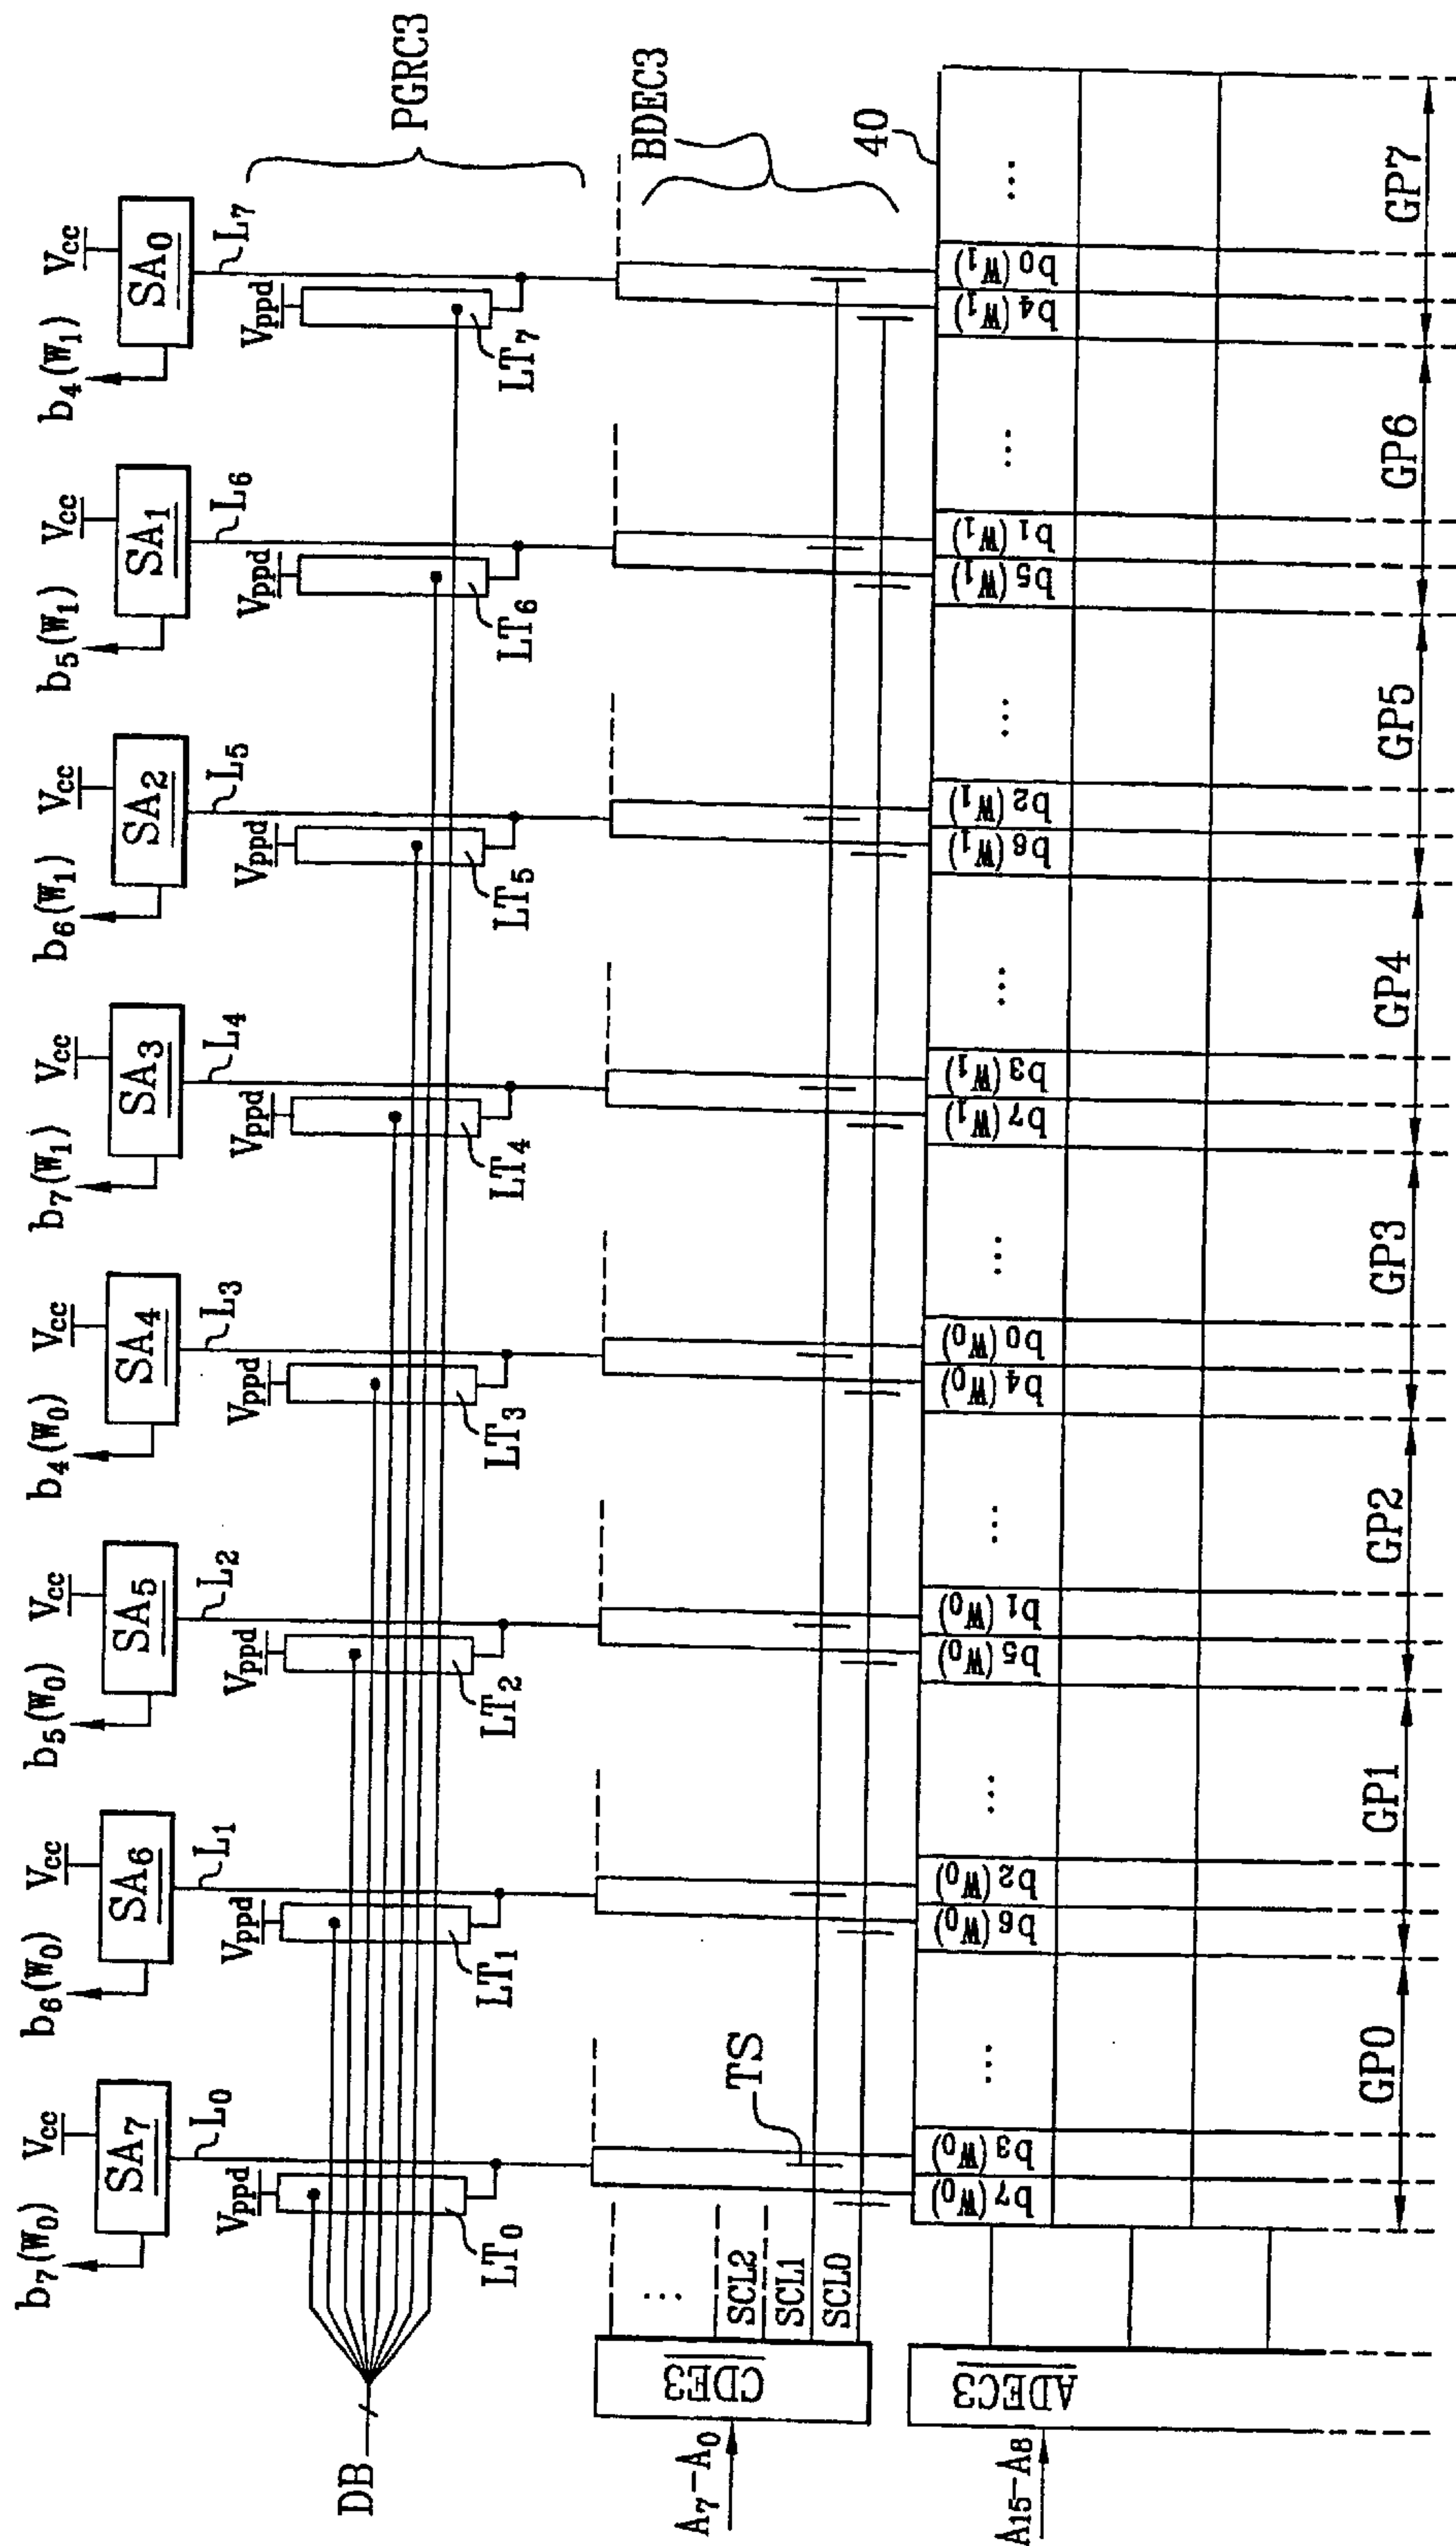 b7(W0) b6(W0) b5(W0) b4(W0) b7(W1) b6(W1) b5(W1) b4(W1)
Vcc Vcc Vcc Vcc Vcc Vcc Vcc Vcc
SA7 SA6 SA5 SA4 SA3 SA2 SA1 SA0
L0 L1 L2 L3 L4 L5 L6 L7
Vppd Vppd Vppd Vppd Vppd Vppd Vppd Vppd
DB
PGRC3
LT0 LT1 LT2 LT3 LT4 LT5 LT6 LT7
BDEC3
TS
...
SCL2
SCL1
SCL0
CDE3
A7-A0
40
b7(W0) b3(W0) ... b6(W0) b2(W0) ... b5(W0) b1(W0) ... b4(W0) b0(W0) ... b7(W1) b3(W1) ... b6(W1) b2(W1) ... b5(W1) b1(W1) ... b4(W1) b0(W1) ...
ADEC3
A15-A8
GP0 GP1 GP2 GP3 GP4 GP5 GP6 GP7